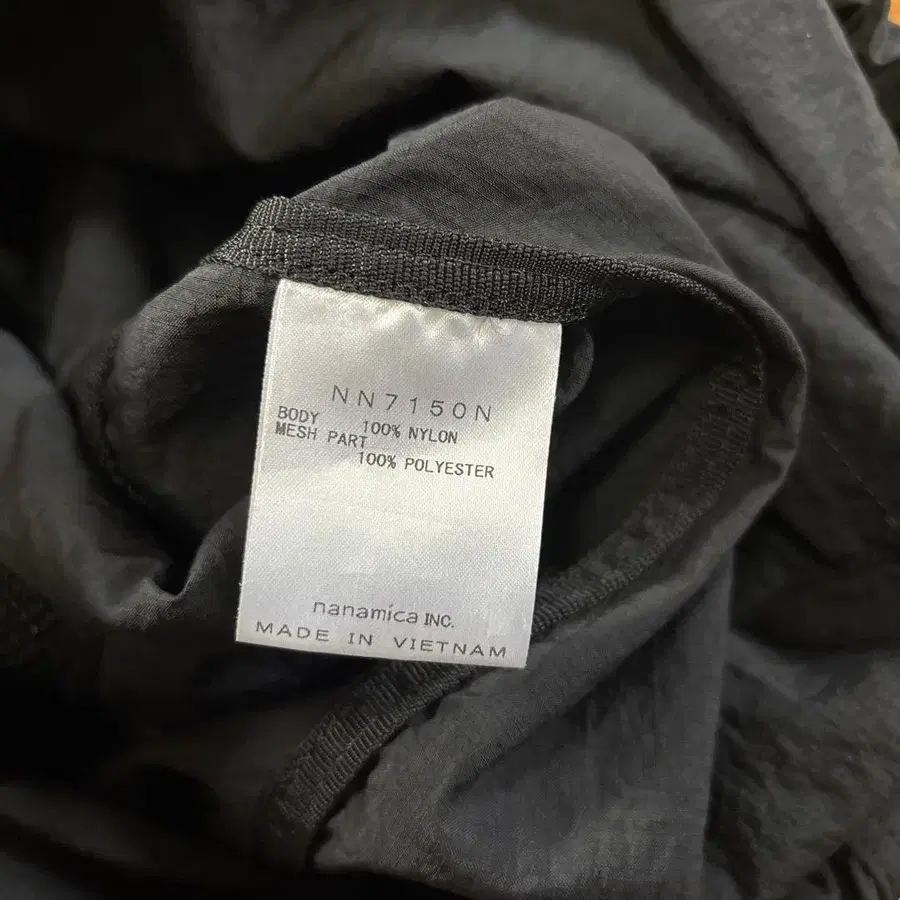 NN7150N
BODY
100% NYLON
MESH PART
100% POLYESTER
nanamica INC.
MADE IN VIETNAM